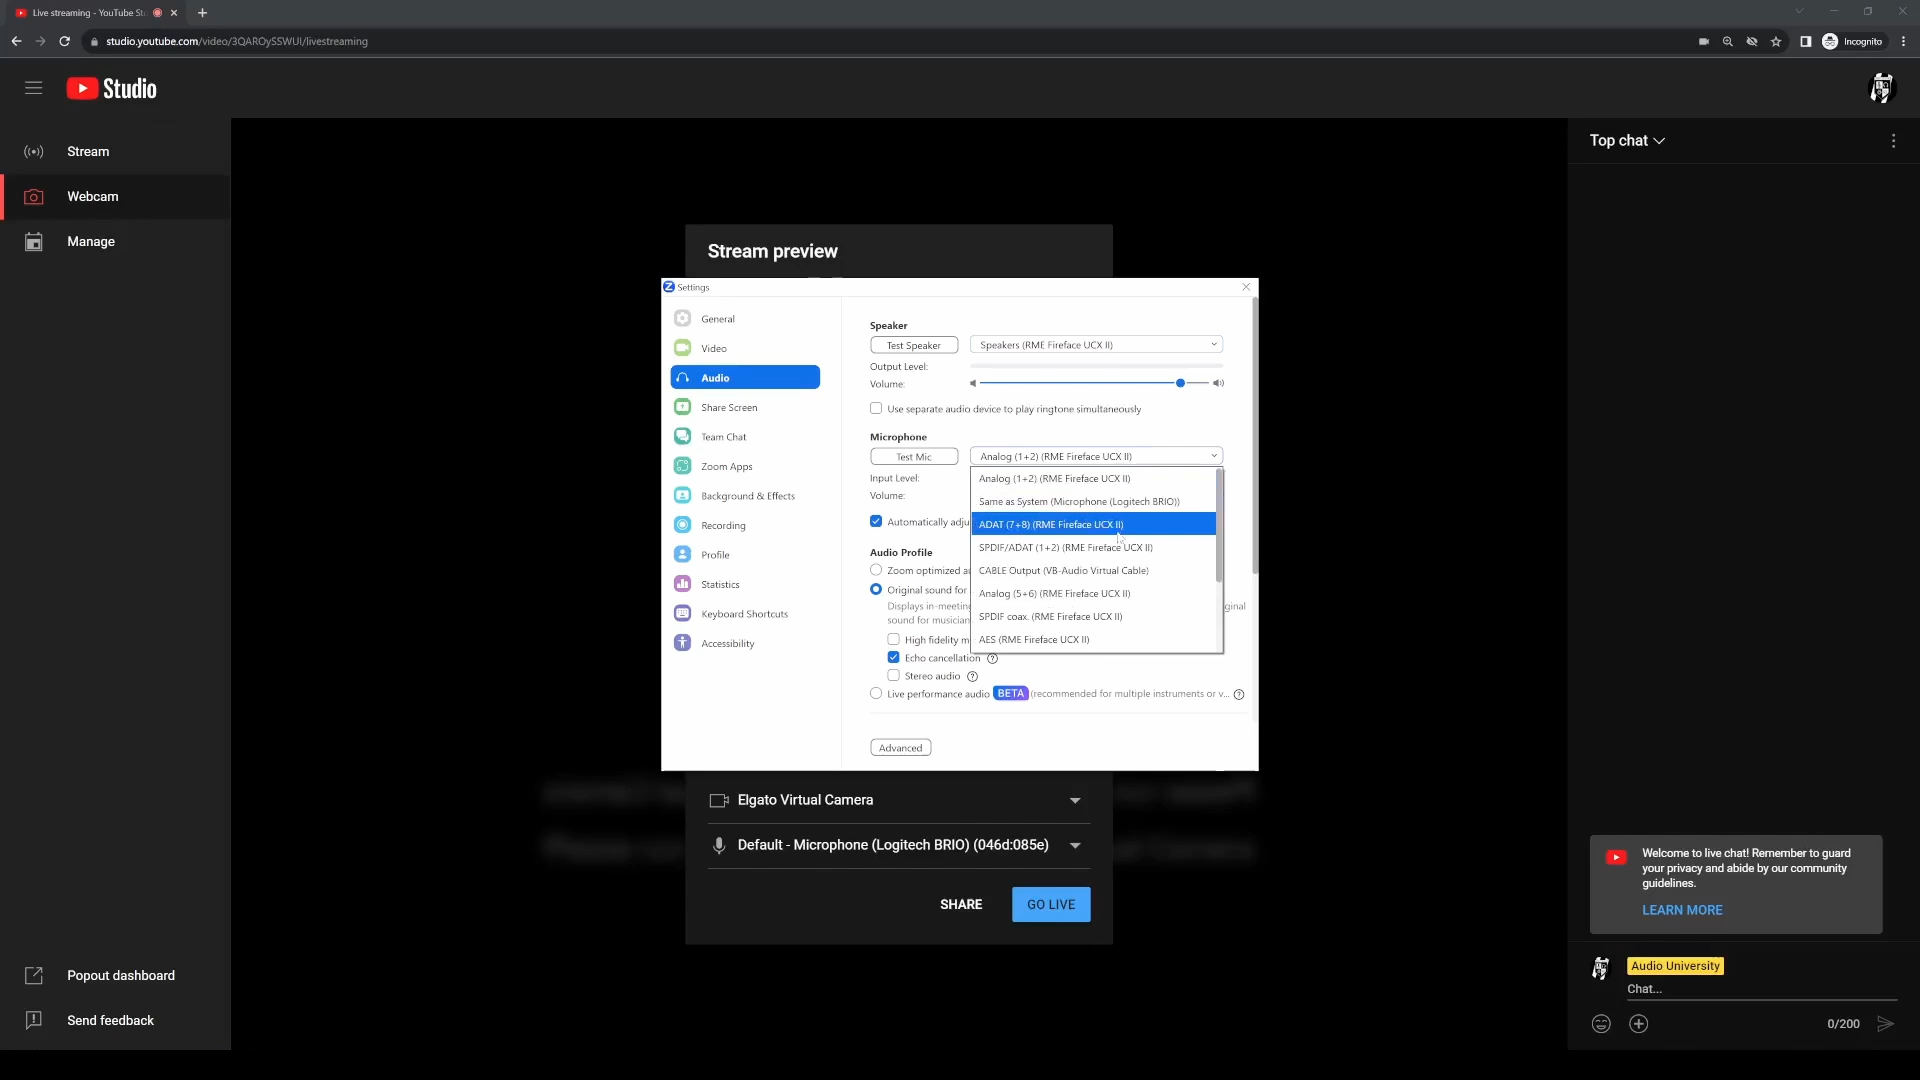 Live streaming - YouTube St
studio.youtube.com/video/3QAROySSWUI/livestreaming
Incognito
Studio
Stream
Webcam
Manage
Popout dashboard
Send feedback
Stream preview
Settings
General
Video
Audio
Share Screen
Team Chat
Zoom Apps
Background & Effects
Recording
Profile
Statistics
Keyboard Shortcuts
Accessibility
Speaker
Test Speaker
Speakers (RME Fireface UCX II)
Output Level:
Volume:
Use separate audio device to play ringtone simultaneously
Microphone
Test Mic
Analog (1+2) (RME Fireface UCX II)
Input Level:
Volume:
Analog (1+2) (RME Fireface UCX II)
Same as System (Microphone (Logitech BRIO))
ADAT (7+8) (RME Fireface UCX II)
SPDIF/ADAT (1+2) (RME Fireface UCX II)
CABLE Output (VB-Audio Virtual Cable)
Analog (5+6) (RME Fireface UCX II)
SPDIF coax. (RME Fireface UCX II)
AES (RME Fireface UCX II)
Automatically adju
Audio Profile
Zoom optimized au
Original sound for
Displays in-meeting
ginal
sound for musician
High fidelity m
Echo cancellation
Stereo audio
Live performance audio BETA (recommended for multiple instruments or v...
Advanced
Elgato Virtual Camera
Default - Microphone (Logitech BRIO) (046d:085e)
SHARE
GO LIVE
Top chat
Welcome to live chat! Remember to guard
your privacy and abide by our community
guidelines.
LEARN MORE
Audio University
Chat...
0/200